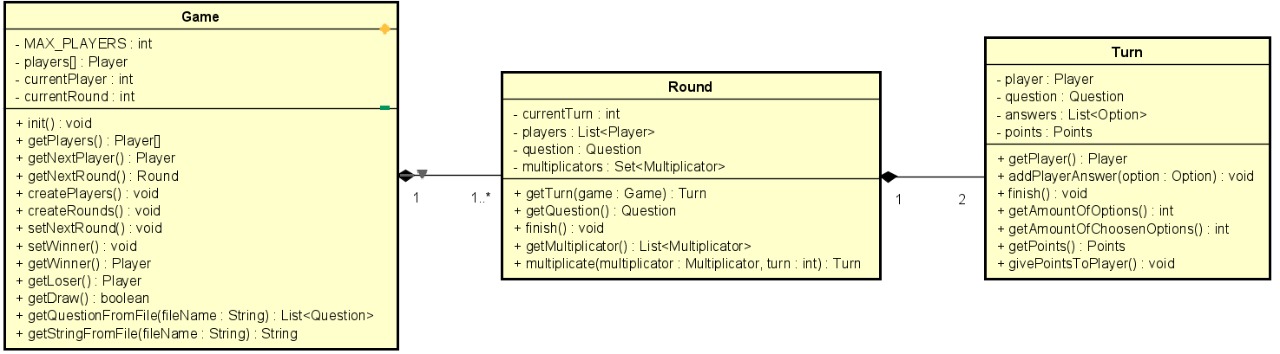 Game
- MAX_PLAYERS : int
- players[] : Player
- currentPlayer : int
- currentRound : int
+ init() : void
+ getPlayers() : Player[]
+ getNextPlayer() : Player
+ getNextRound() : Round
+ createPlayers() : void
+ createRounds() : void
+ setNextRound() : void
+ setWinner() : void
+ getWinner() : Player
+ getLoser() : Player
+ getDraw() : boolean
+ getQuestionFromFile(fileName : String) : List<Question>
+ getStringFromFile(fileName : String) : String
1
1..*
Round
- currentTurn : int
- players : List<Player>
- question : Question
- multiplicators : Set<Multiplicator>
+ getTurn(game : Game) : Turn
+ getQuestion() : Question
+ finish() : void
+ getMultiplicator() : List<Multiplicator>
+ multiplicate(multiplicator : Multiplicator, turn : int) : Turn
1
2
Turn
- player : Player
- question : Question
- answers : List<Option>
- points : Points
+ getPlayer() : Player
+ addPlayerAnswer(option : Option) : void
+ finish() : void
+ getAmountOfOptions() : int
+ getAmountOfChoosenOptions() : int
+ getPoints() : Points
+ givePointsToPlayer() : void